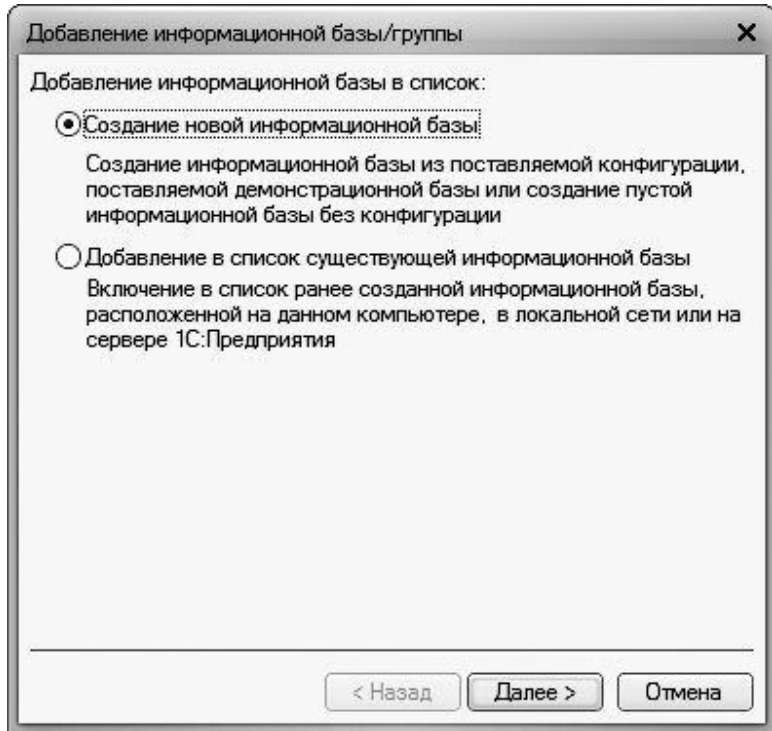 Добавление информационной базы/группы
Добавление информационной базы в список:
Создание новой информационной базы
Создание информационной базы из поставляемой конфигурации,
поставляемой демонстрационной базы или создание пустой
информационной базы без конфигурации
Добавление в список существующей информационной базы
Включение в список ранее созданной информационной базы,
расположенной на данном компьютере, в локальной сети или на
сервере 1С:Предприятия
< Назад Далее > Отмена